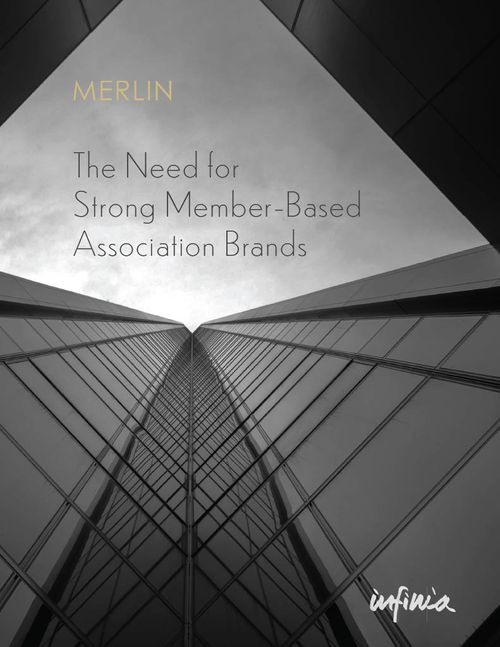 MERLIN
The Need for
Strong Member-Based
Association Brands
infinia